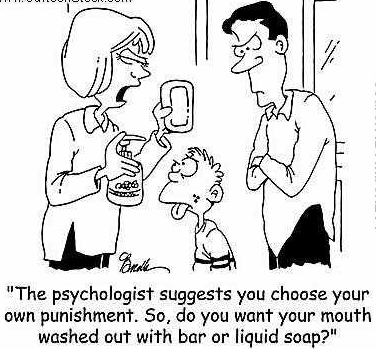 "The psychologist suggests you choose your
own punishment. So, do you want your mouth
washed out with bar or liquid soap?"